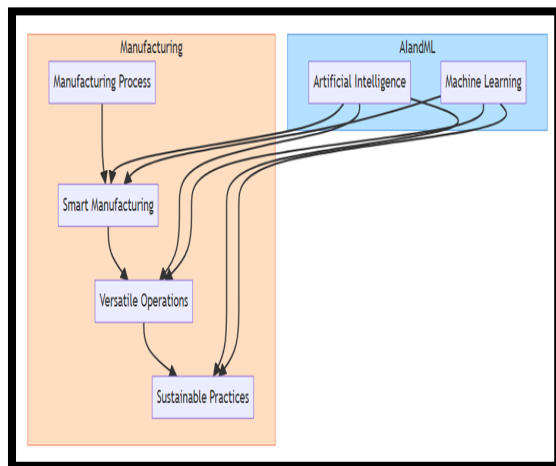 Manufacturing
AIandML
Manufacturing Process
Artificial Intelligence
Machine Learning
Smart Manufacturing
Versatile Operations
Sustainable Practices